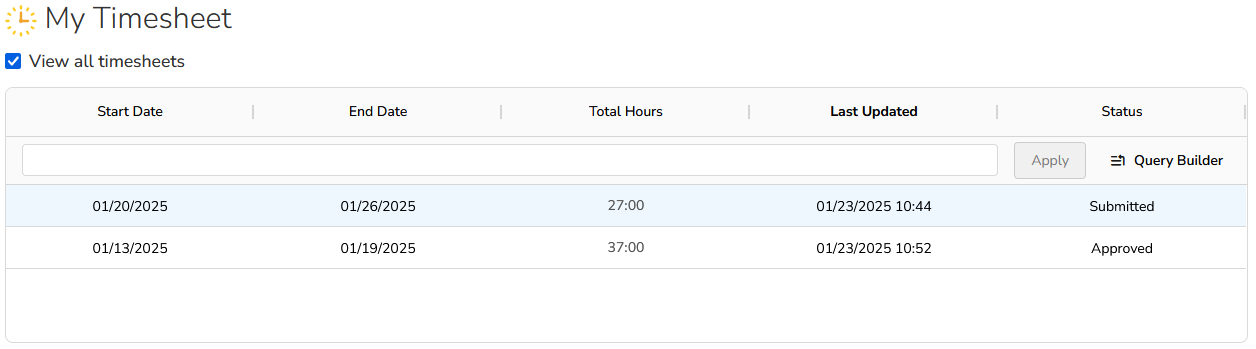 My Timesheet
View all timesheets
Start Date End Date Total Hours Last Updated Status
Apply Query Builder
01/20/2025 01/26/2025 27:00 01/23/2025 10:44 Submitted
01/13/2025 01/19/2025 37:00 01/23/2025 10:52 Approved